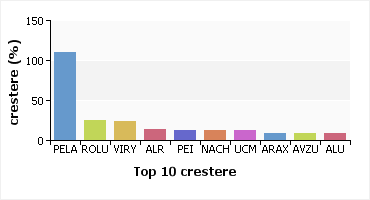 150
100
50
0
crestere (%)
PELA ROLU VIRY ALR PEI NACH UCM ARAX AVZU ALU
Top 10 crestere